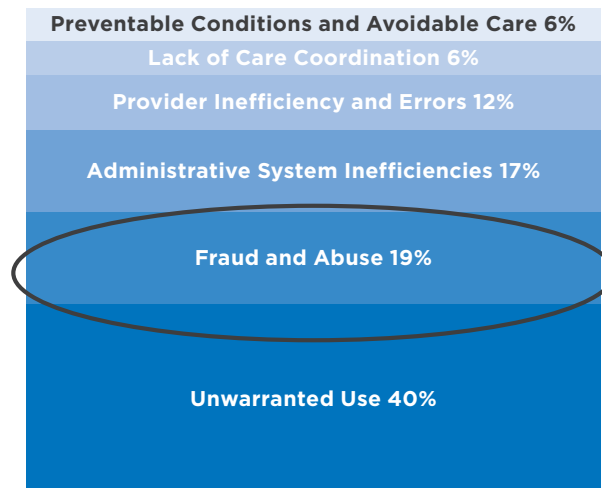 Preventable Conditions and Avoidable Care 6%
Lack of Care Coordination 6%
Provider Inefficiency and Errors 12%
Administrative System Inefficiencies 17%
Fraud and Abuse 19%
Unwarranted Use 40%